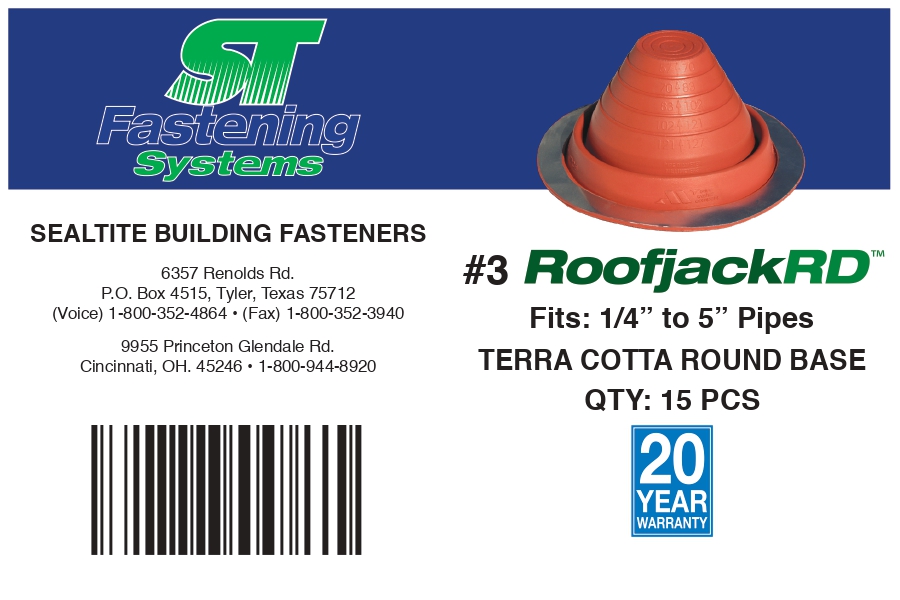 ST
Fastening
Systems
SEALTITE BUILDING FASTENERS
6357 Renolds Rd.
P.O. Box 4515, Tyler, Texas 75712
(Voice) 1-800-352-4864 • (Fax) 1-800-352-3940
9955 Princeton Glendale Rd.
Cincinnati, OH. 45246 • 1-800-944-8920
#3 RoofjackRD™
Fits: 1/4” to 5” Pipes
TERRA COTTA ROUND BASE
QTY: 15 PCS
20
YEAR
WARRANTY